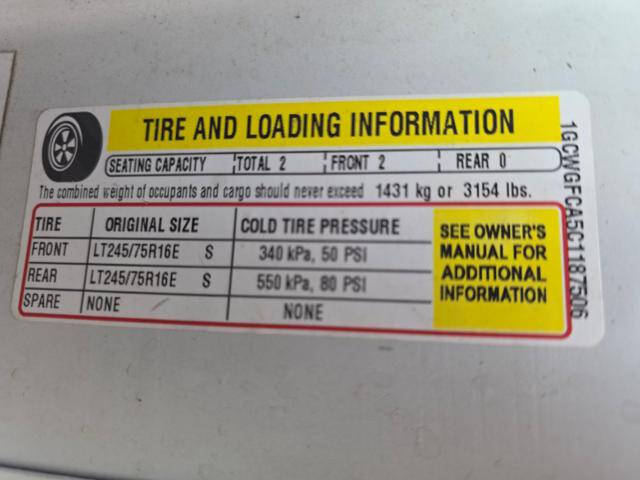 TIRE AND LOADING INFORMATION
SEATING CAPACITY TOTAL 2 FRONT 2 REAR 0
The combined weight of occupants and cargo should never exceed 1431 kg or 3154 lbs.
TIRE ORIGINAL SIZE COLD TIRE PRESSURE
FRONT LT245/75R16E S 340 kPa, 50 PSI
REAR LT245/75R16E S 550 kPa, 80 PSI
SPARE NONE NONE
SEE OWNER'S
MANUAL FOR
ADDITIONAL
INFORMATION
1GCWGFCA5C1187506